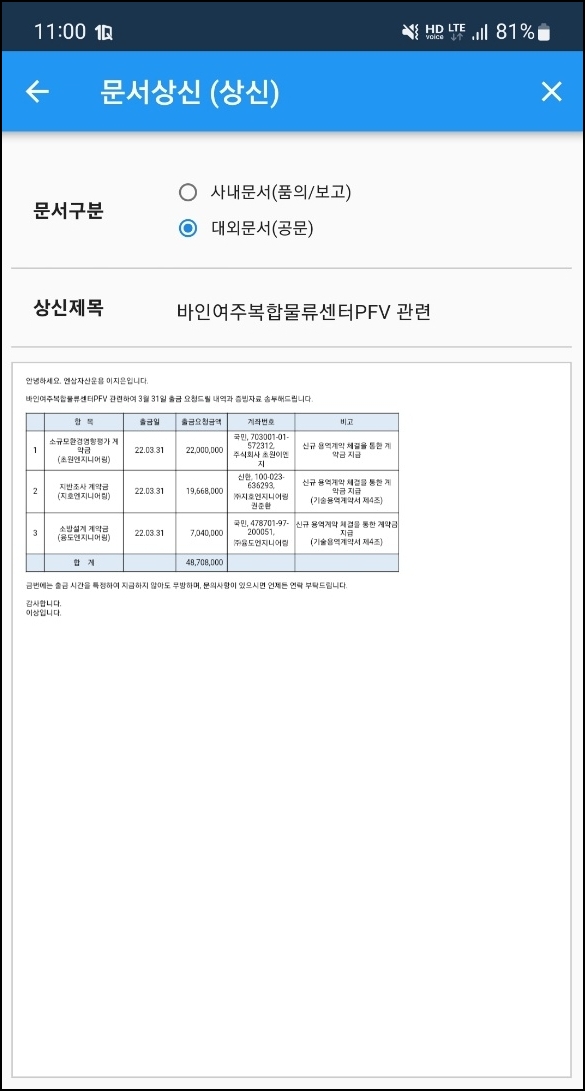 11:00 1Q HD voice LTE 81%
문서상신 (상신)
문서구분
사내문서(품의/보고)
대외문서(공문)
상신제목
바인여주복합물류센터PFV 관련
안녕하세요. 엔상자산운용 이지은입니다.
바인여주복합물류센터PFV 관련하여 3월 31일 출금 요청드릴 내역과 증빙자료 송부해드립니다.
항 목 출금일 출금요청금액 계좌번호 비고
1
소규모환경영향평가 계
약금
(초원엔지니어링)
22.03.31
22,000,000
국민, 703001-01-
572312,
주식회사 초원이엔
지
신규 용역계약 체결을 통한 계
약금 지급
2
지반조사 계약금
(지호엔지니어링)
22.03.31
19,668,000
신한, 100-023-
636293,
㈜지호엔지니어링
권순환
신규 용역계약 체결을 통한 계
약금 지급
(기술용역계약서 제4조)
3
소방설계 계약금
(융도엔지니어링)
22.03.31
7,040,000
국민, 478701-97-
200051,
㈜융도엔지니어링
신규 용역계약 체결을 통한 계약금
지급
(기술용역계약서 제4조)
합 계 48,708,000
금번에는 출금 시간을 특정하여 지급하지 않아도 무방하며, 문의사항이 있으시면 언제든 연락 부탁드립니다.
감사합니다.
이상입니다.